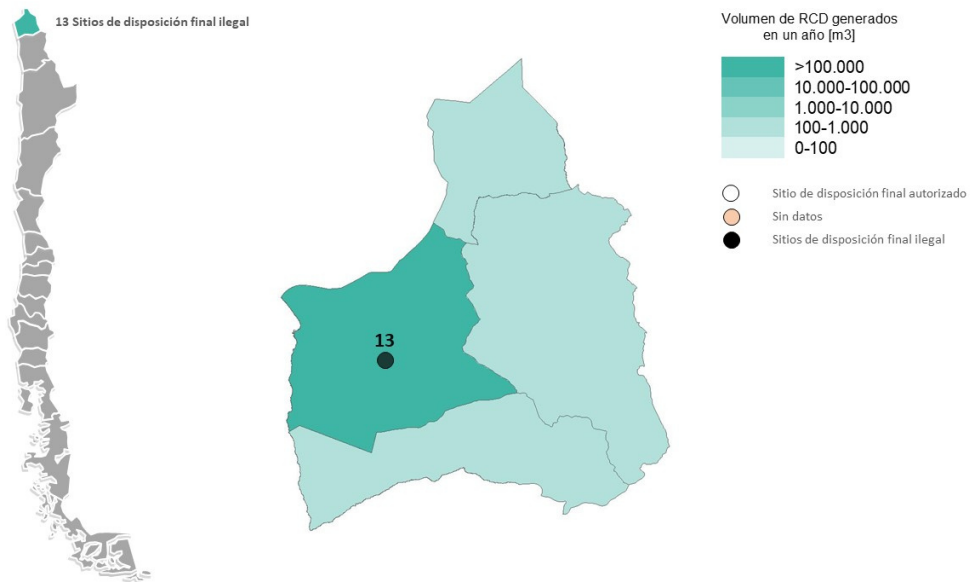 13 Sitios de disposición final ilegal
Volumen de RCD generados
en un año [m3]
>100.000
10.000-100.000
1.000-10.000
100-1.000
0-100
Sitio de disposición final autorizado
Sin datos
Sitios de disposición final ilegal
13